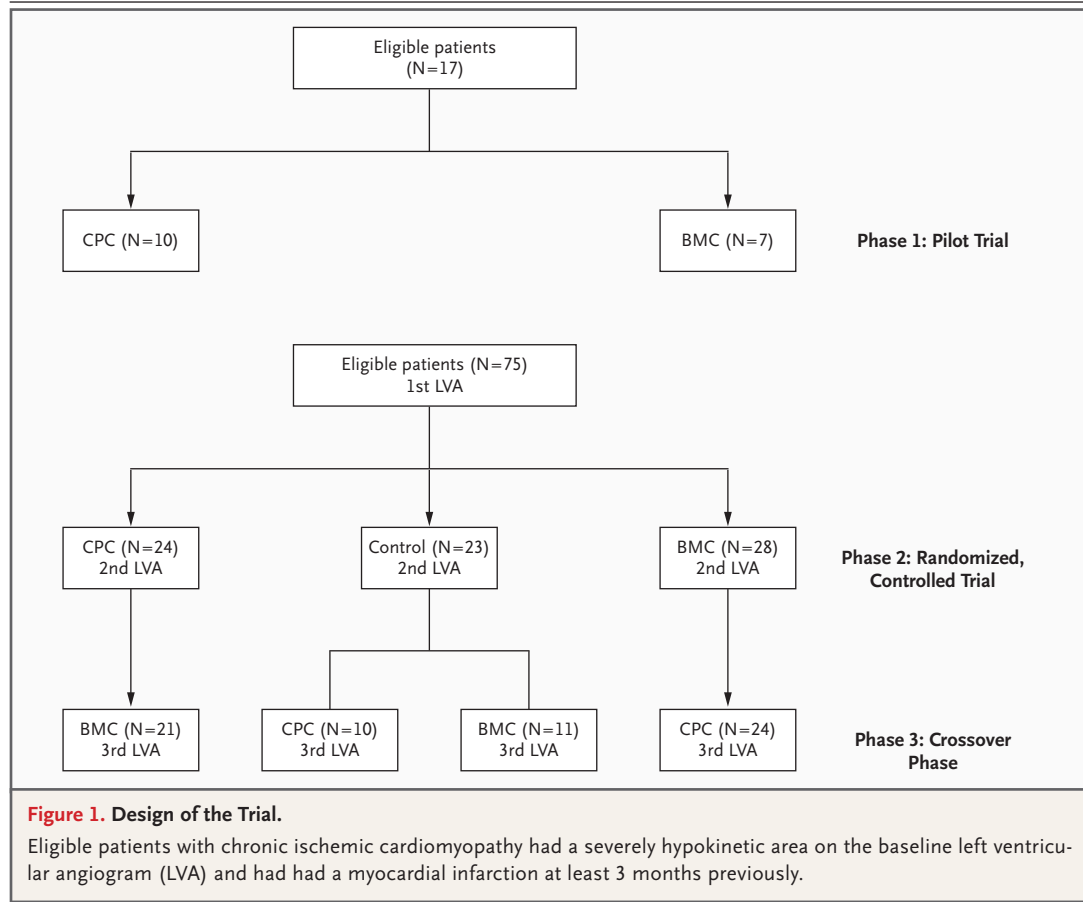 Eligible patients
(N=17)
CPC (N=10)
BMC (N=7)
Phase 1: Pilot Trial
Eligible patients (N=75)
1st LVA
CPC (N=24)
2nd LVA
Control (N=23)
2nd LVA
BMC (N=28)
2nd LVA
Phase 2: Randomized,
Controlled Trial
BMC (N=21)
3rd LVA
CPC (N=10)
3rd LVA
BMC (N=11)
3rd LVA
CPC (N=24)
3rd LVA
Phase 3: Crossover
Phase
Figure 1. Design of the Trial.
Eligible patients with chronic ischemic cardiomyopathy had a severely hypokinetic area on the baseline left ventricu-
lar angiogram (LVA) and had had a myocardial infarction at least 3 months previously.